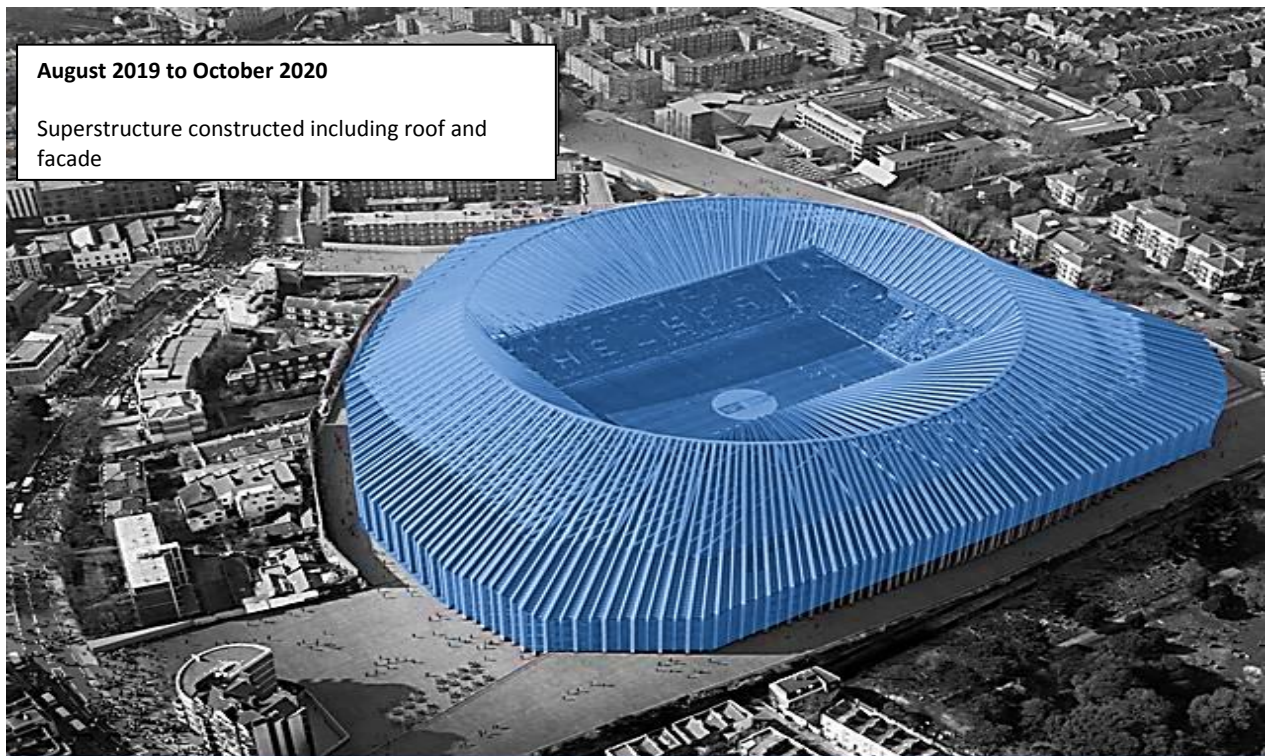 August 2019 to October 2020
Superstructure constructed including roof and
facade